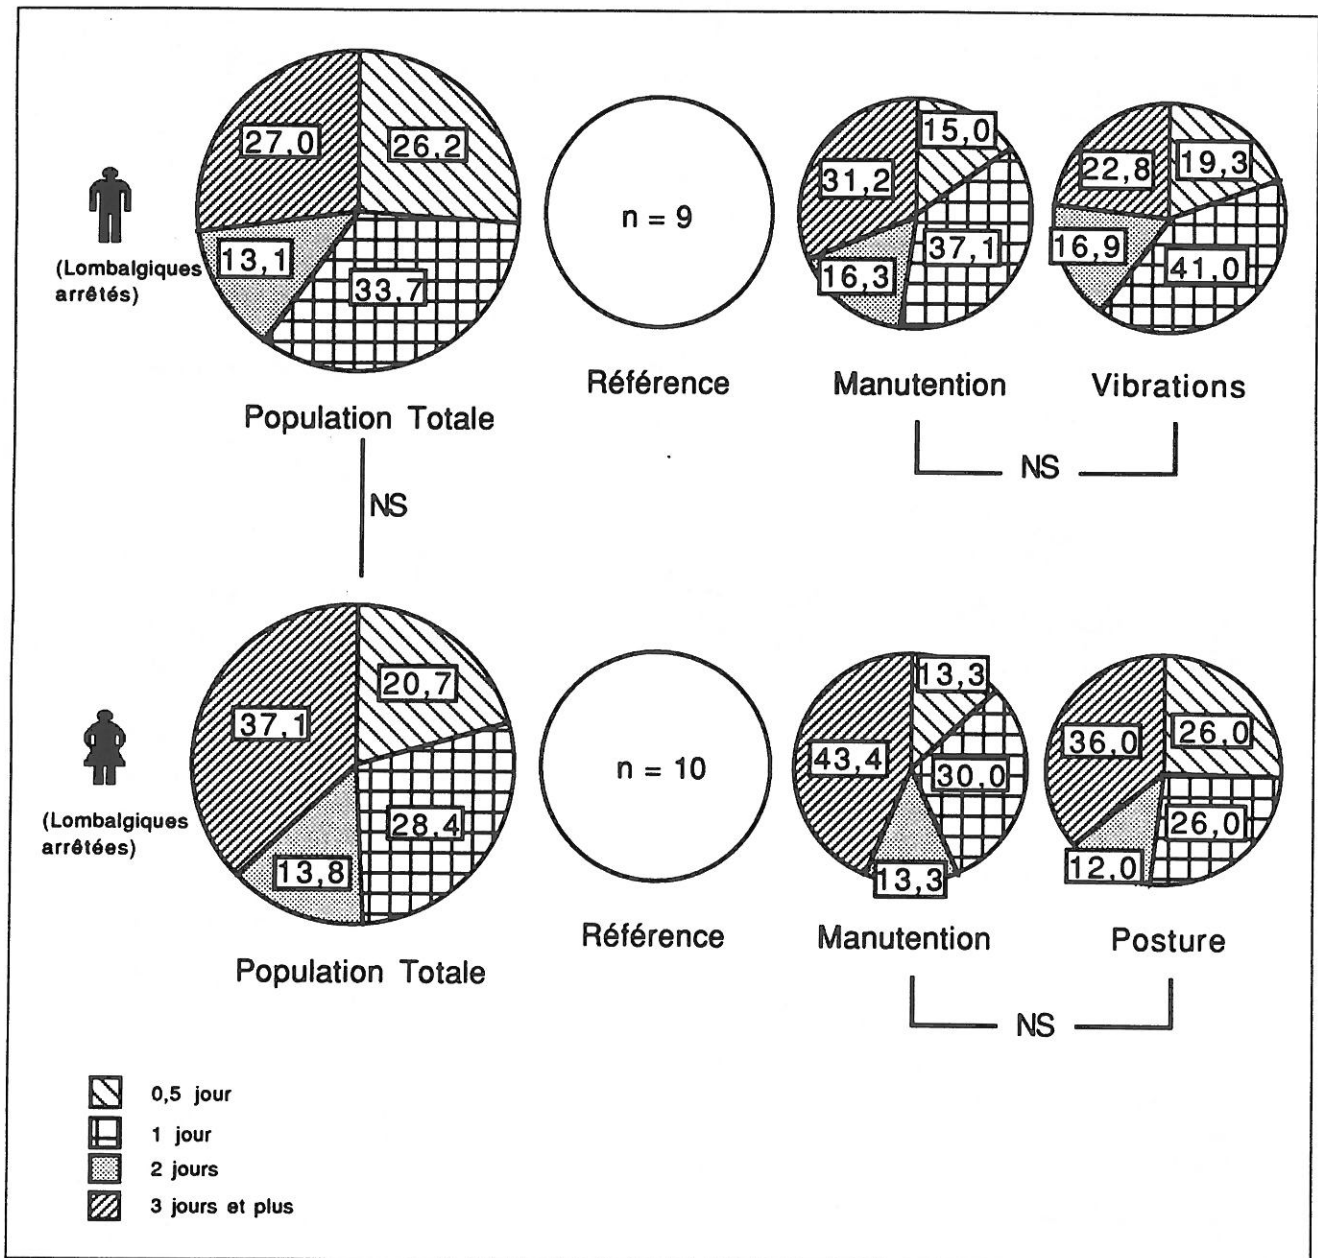 27,0
26,2
13,1
33,7
(Lombalgiques
arrêtés)
Population Totale
n = 9
Référence
31,2
15,0
16,3
37,1
Manutention
22,8
19,3
16,9
41,0
Vibrations
NS
NS
37,1
20,7
13,8
28,4
(Lombalgiques
arrêtées)
Population Totale
n = 10
Référence
43,4
13,3
30,0
13,3
Manutention
36,0
26,0
12,0
26,0
Posture
NS
0,5 jour
1 jour
2 jours
3 jours et plus